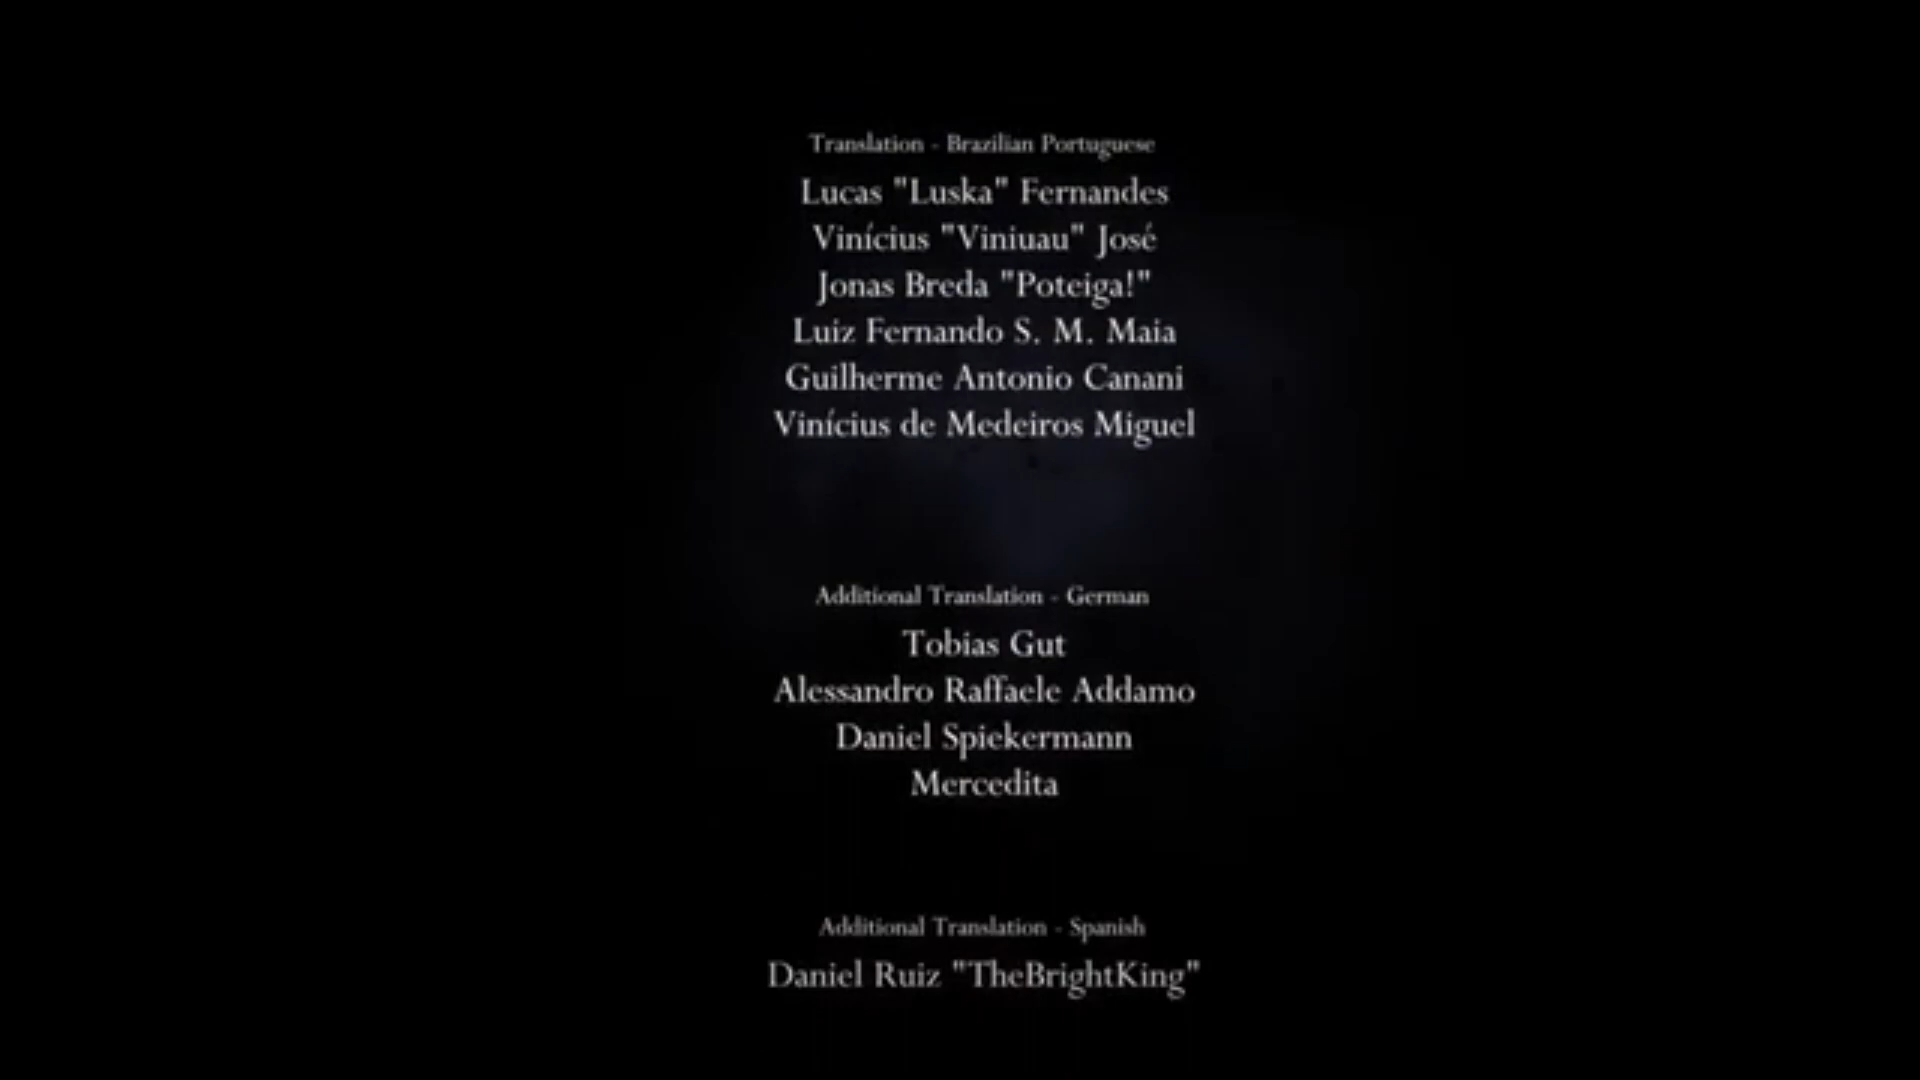 Translation - Brazilian Portuguese
Lucas "Luska" Fernandes
Vinícius "Viniuau" José
Jonas Breda "Poteiga!"
Luiz Fernando S. M. Maia
Guilherme Antonio Canani
Vinícius de Medeiros Miguel
Additional Translation - German
Tobias Gut
Alessandro Raffaele Addamo
Daniel Spiekermann
Mercedita
Additional Translation - Spanish
Daniel Ruiz "TheBrightKing"